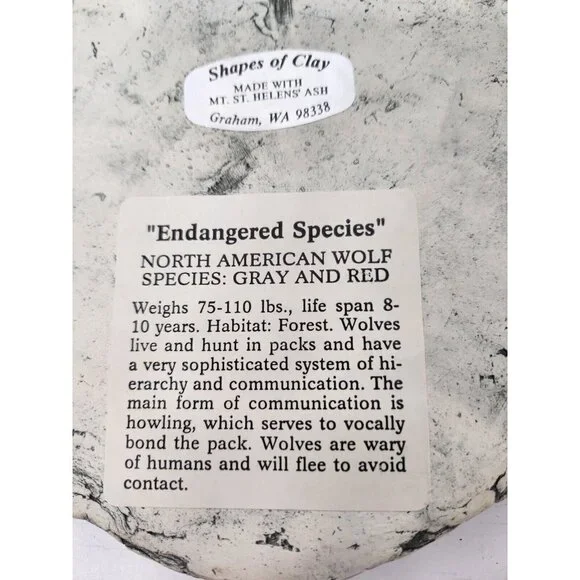 Shapes of Clay
MADE WITH
MT. ST. HELENS' ASH
Graham, WA 98338
"Endangered Species"
NORTH AMERICAN WOLF
SPECIES: GRAY AND RED
Weighs 75-110 lbs., life span 8-
10 years. Habitat: Forest. Wolves
live and hunt in packs and have
a very sophisticated system of hi-
erarchy and communication. The
main form of communication is
howling, which serves to vocally
bond the pack. Wolves are wary
of humans and will flee to avoid
contact.